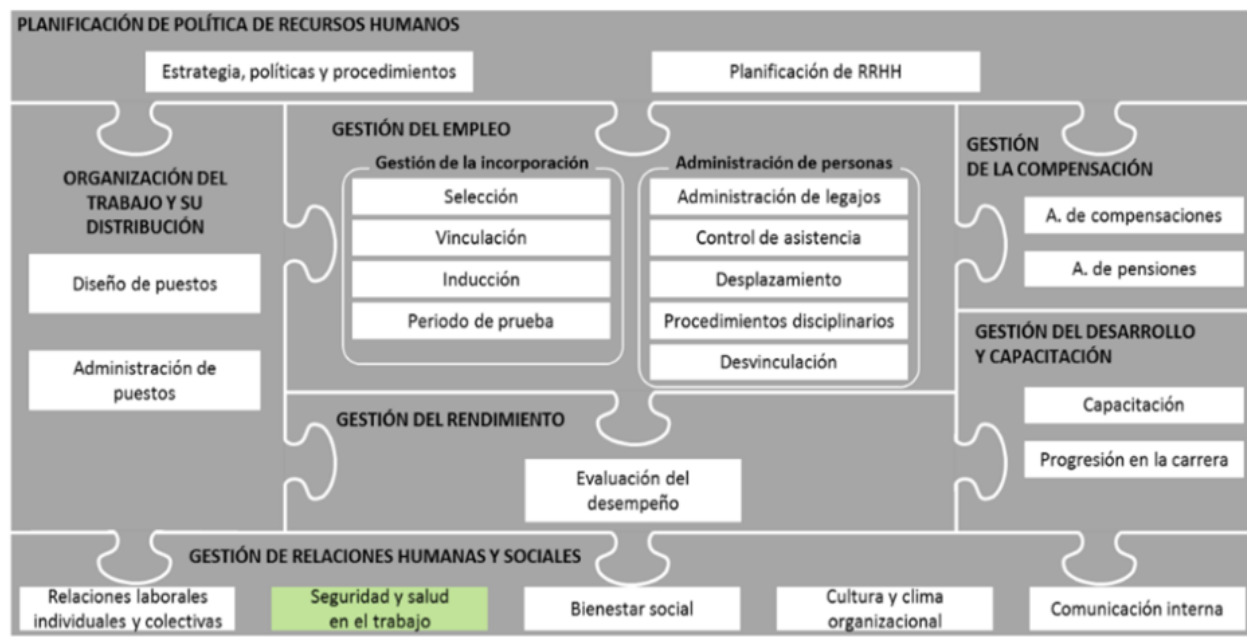 PLANIFICACIÓN DE POLÍTICA DE RECURSOS HUMANOS
Estrategia, políticas y procedimientos
Planificación de RRHH
ORGANIZACIÓN DEL
TRABAJO Y SU
DISTRIBUCIÓN
Diseño de puestos
Administración de
puestos
GESTIÓN DEL EMPLEO
Gestión de la incorporación
Selección
Vinculación
Inducción
Periodo de prueba
Administración de personas
Administración de legajos
Control de asistencia
Desplazamiento
Procedimientos disciplinarios
Desvinculación
GESTIÓN
DE LA COMPENSACIÓN
A. de compensaciones
A. de pensiones
GESTIÓN DEL RENDIMIENTO
Evaluación del
desempeño
GESTIÓN DEL DESARROLLO
Y CAPACITACIÓN
Capacitación
Progresión en la carrera
GESTIÓN DE RELACIONES HUMANAS Y SOCIALES
Relaciones laborales
individuales y colectivas
Seguridad y salud
en el trabajo
Bienestar social
Cultura y clima
organizacional
Comunicación interna